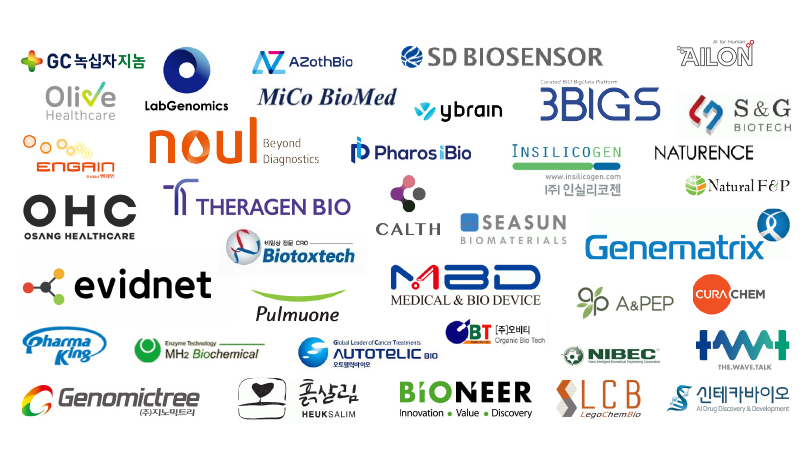 GC 녹십자지놈
LabGenomics
AZothBio
SD BIOSENSOR
AI for Human
AILON
Olive
Healthcare
MiCo BioMed
ybrain
Curated BIO BigData Platform
3BIGS
S&G
BIOTECH
ENGAIN
noul
Beyond
Diagnostics
Pharos iBio
INSILICOGEN
www.insilicogen.com
(주)인실리코젠
NATURENCE
Natural F&P
OHC
OSANG HEALTHCARE
THERAGEN BIO
CALTH
SEASUN
BIOMATERIALS
Genematrix
비임상 전문 CRO
Biotoxtech
evidnet
Pulmuone
MBD
MEDICAL & BIO DEVICE
ap
A&PEP
CURACHEM
Pharma
King
Enzyme Technology
MH2 Biochemical
Global Leader of Cancer Treatments
AUTOTELIC BIO
오토텔릭바이오
OBT
[주]오비티
Organic Bio Tech
NIBEC
THE.WAVE.TALK
Genomictree
(주)지노믹트리
흙살림
HEUKSALIM
BIONEER
Innovation • Value • Discovery
LCB
LegoChemBio
신테카바이오
AI Drug Discovery & Development